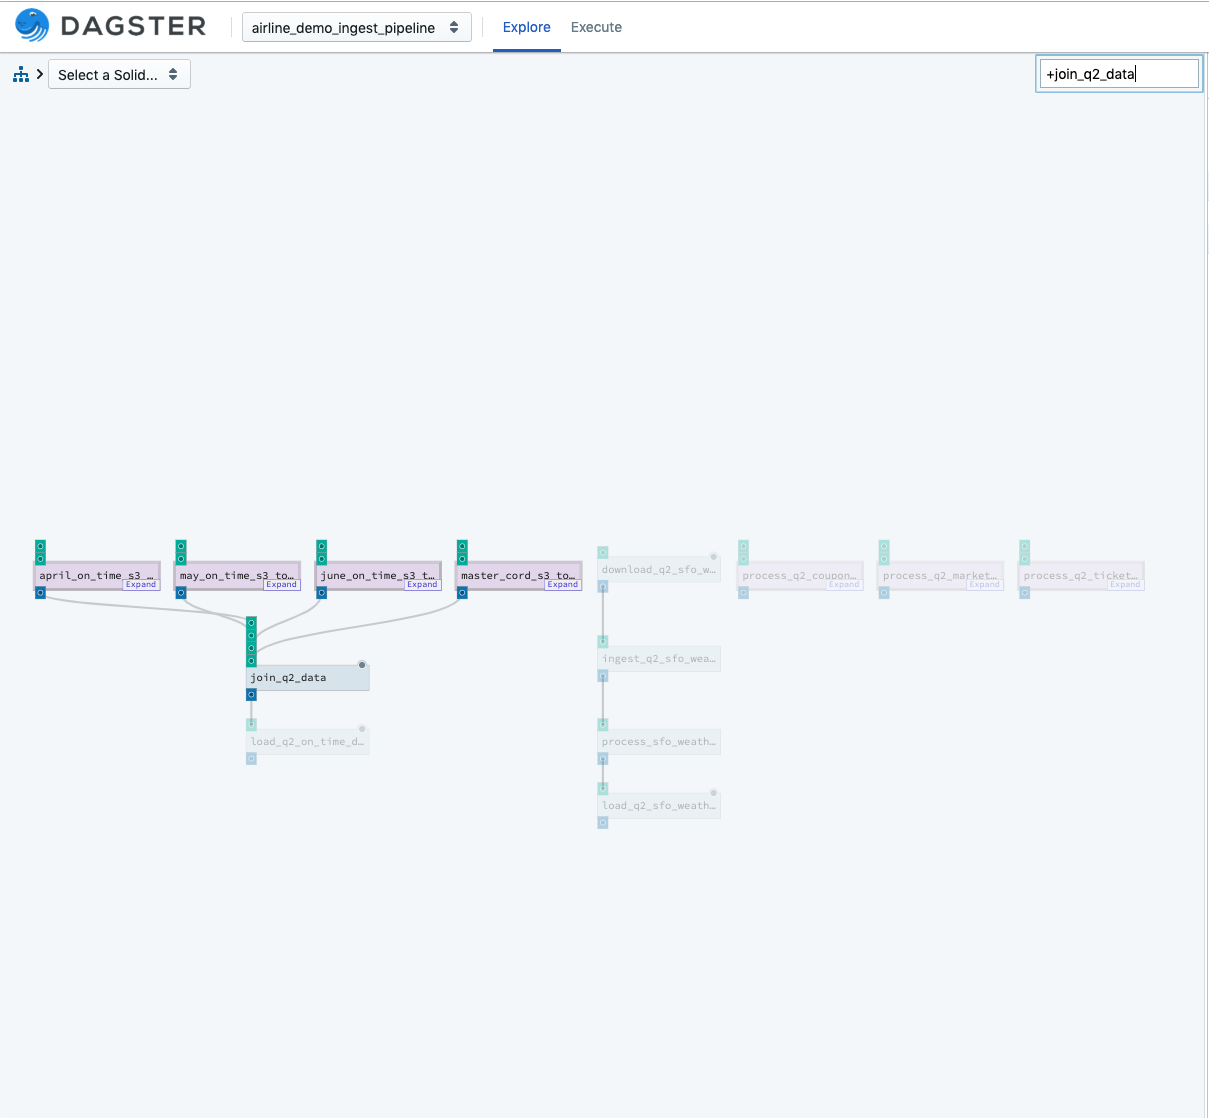 DAGSTER
airline_demo_ingest_pipeline
Explore
Execute
Select a Solid...
+join_q2_data
april_on_time_s3_…
Expand
may_on_time_s3_to…
Expand
june_on_time_s3_t…
Expand
master_cord_s3_to…
Expand
download_q2_sfo_w…
process_q2_coupon…
Expand
process_q2_market…
Expand
process_q2_ticket…
Expand
join_q2_data
ingest_q2_sfo_wea…
load_q2_on_time_d…
process_sfo_weath…
load_q2_sfo_weath…